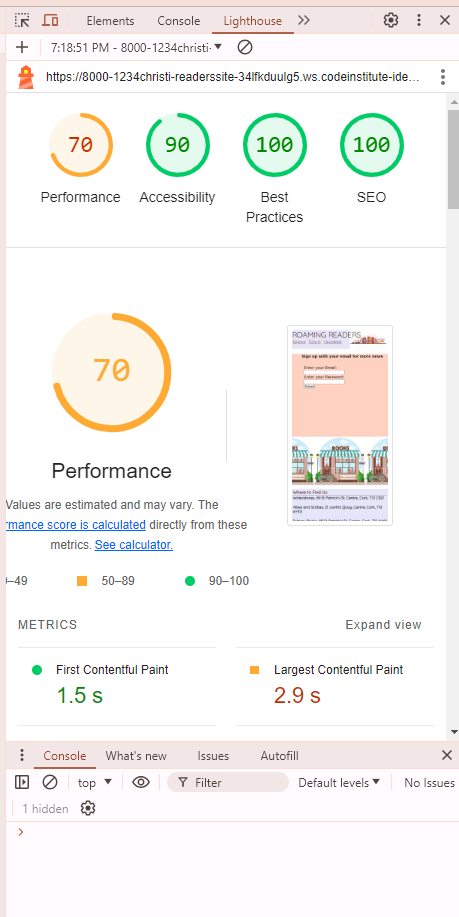 Elements Console Lighthouse
7:18:51 PM - 8000-1234christi-
https://8000-1234christi-readerssite-34lfkduulg5.ws.codeinstitute-ide…
70 90 100 100
Performance Accessibility Best Practices SEO
70
ROAMING READERS
Sign up with your email for more news
Enter your Email:
Enter your Password:
BOOKS
Where to Find Us
Performance
Values are estimated and may vary. The
rmance score is calculated directly from these
metrics. See calculator.
0–49 50–89 90–100
METRICS Expand view
First Contentful Paint Largest Contentful Paint
1.5 s 2.9 s
Console What's new Issues Autofill
top Filter Default levels No Issues
1 hidden